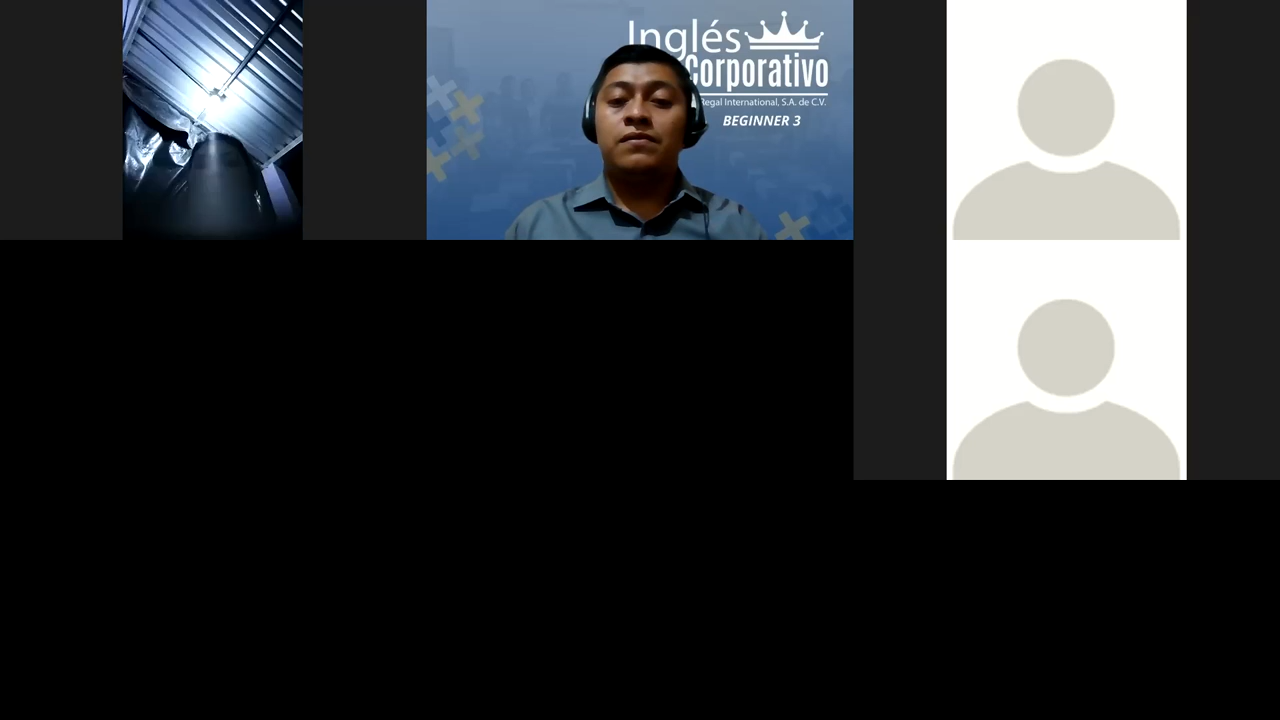 Inglés
Corporativo
Regal International, S.A. de C.V.
BEGINNER 3